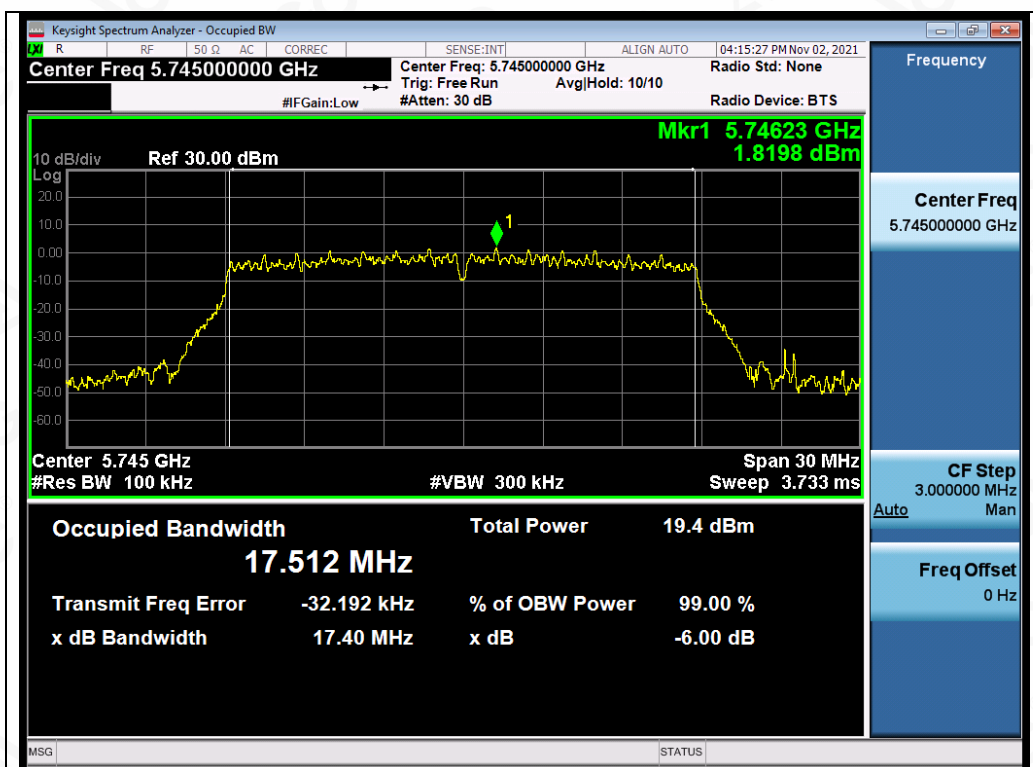 Keysight Spectrum Analyzer - Occupied BW
LXI R RF 50 Ω AC CORREC SENSE:INT ALIGN AUTO 04:15:27 PM Nov 02, 2021
Center Freq 5.745000000 GHz
Center Freq: 5.745000000 GHz
Radio Std: None
Trig: Free Run Avg|Hold: 10/10
#IFGain:Low
#Atten: 30 dB
Radio Device: BTS
Frequency
Mkr1 5.74623 GHz
1.8198 dBm
10 dB/div Ref 30.00 dBm
Log
20.0
10.0
1
0.00
-10.0
-20.0
-30.0
-40.0
-50.0
-60.0
Center 5.745 GHz Span 30 MHz
#Res BW 100 kHz #VBW 300 kHz Sweep 3.733 ms
Center Freq
5.745000000 GHz
CF Step
3.000000 MHz
Auto Man
Freq Offset
0 Hz
Occupied Bandwidth
17.512 MHz
Total Power 19.4 dBm
Transmit Freq Error -32.192 kHz % of OBW Power 99.00 %
x dB Bandwidth 17.40 MHz x dB -6.00 dB
MSG STATUS